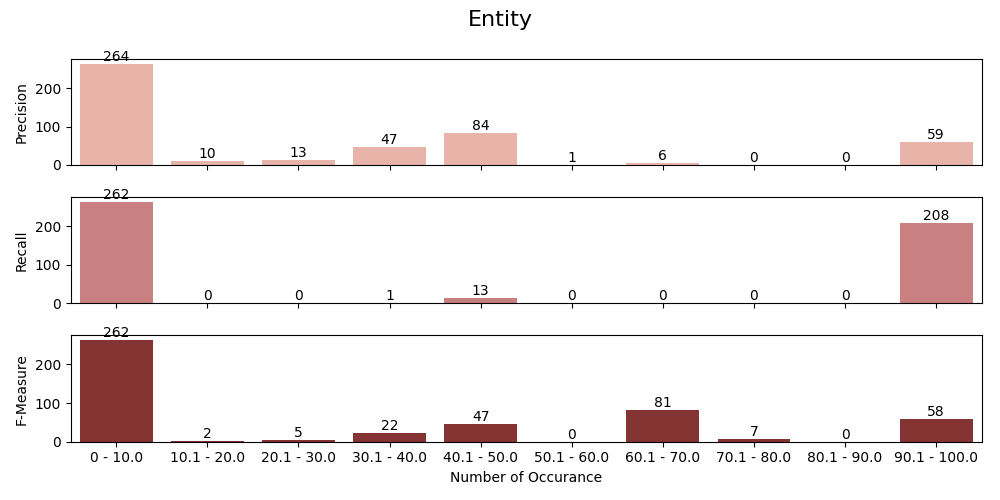 Entity
Precision
200
100
0
264
10
13
47
84
1
6
0
0
59
Recall
200
100
0
262
0
0
1
13
0
0
0
0
208
F-Measure
200
100
0
262
2
5
22
47
0
81
7
0
58
0 - 10.0
10.1 - 20.0
20.1 - 30.0
30.1 - 40.0
40.1 - 50.0
50.1 - 60.0
60.1 - 70.0
70.1 - 80.0
80.1 - 90.0
90.1 - 100.0
Number of Occurance